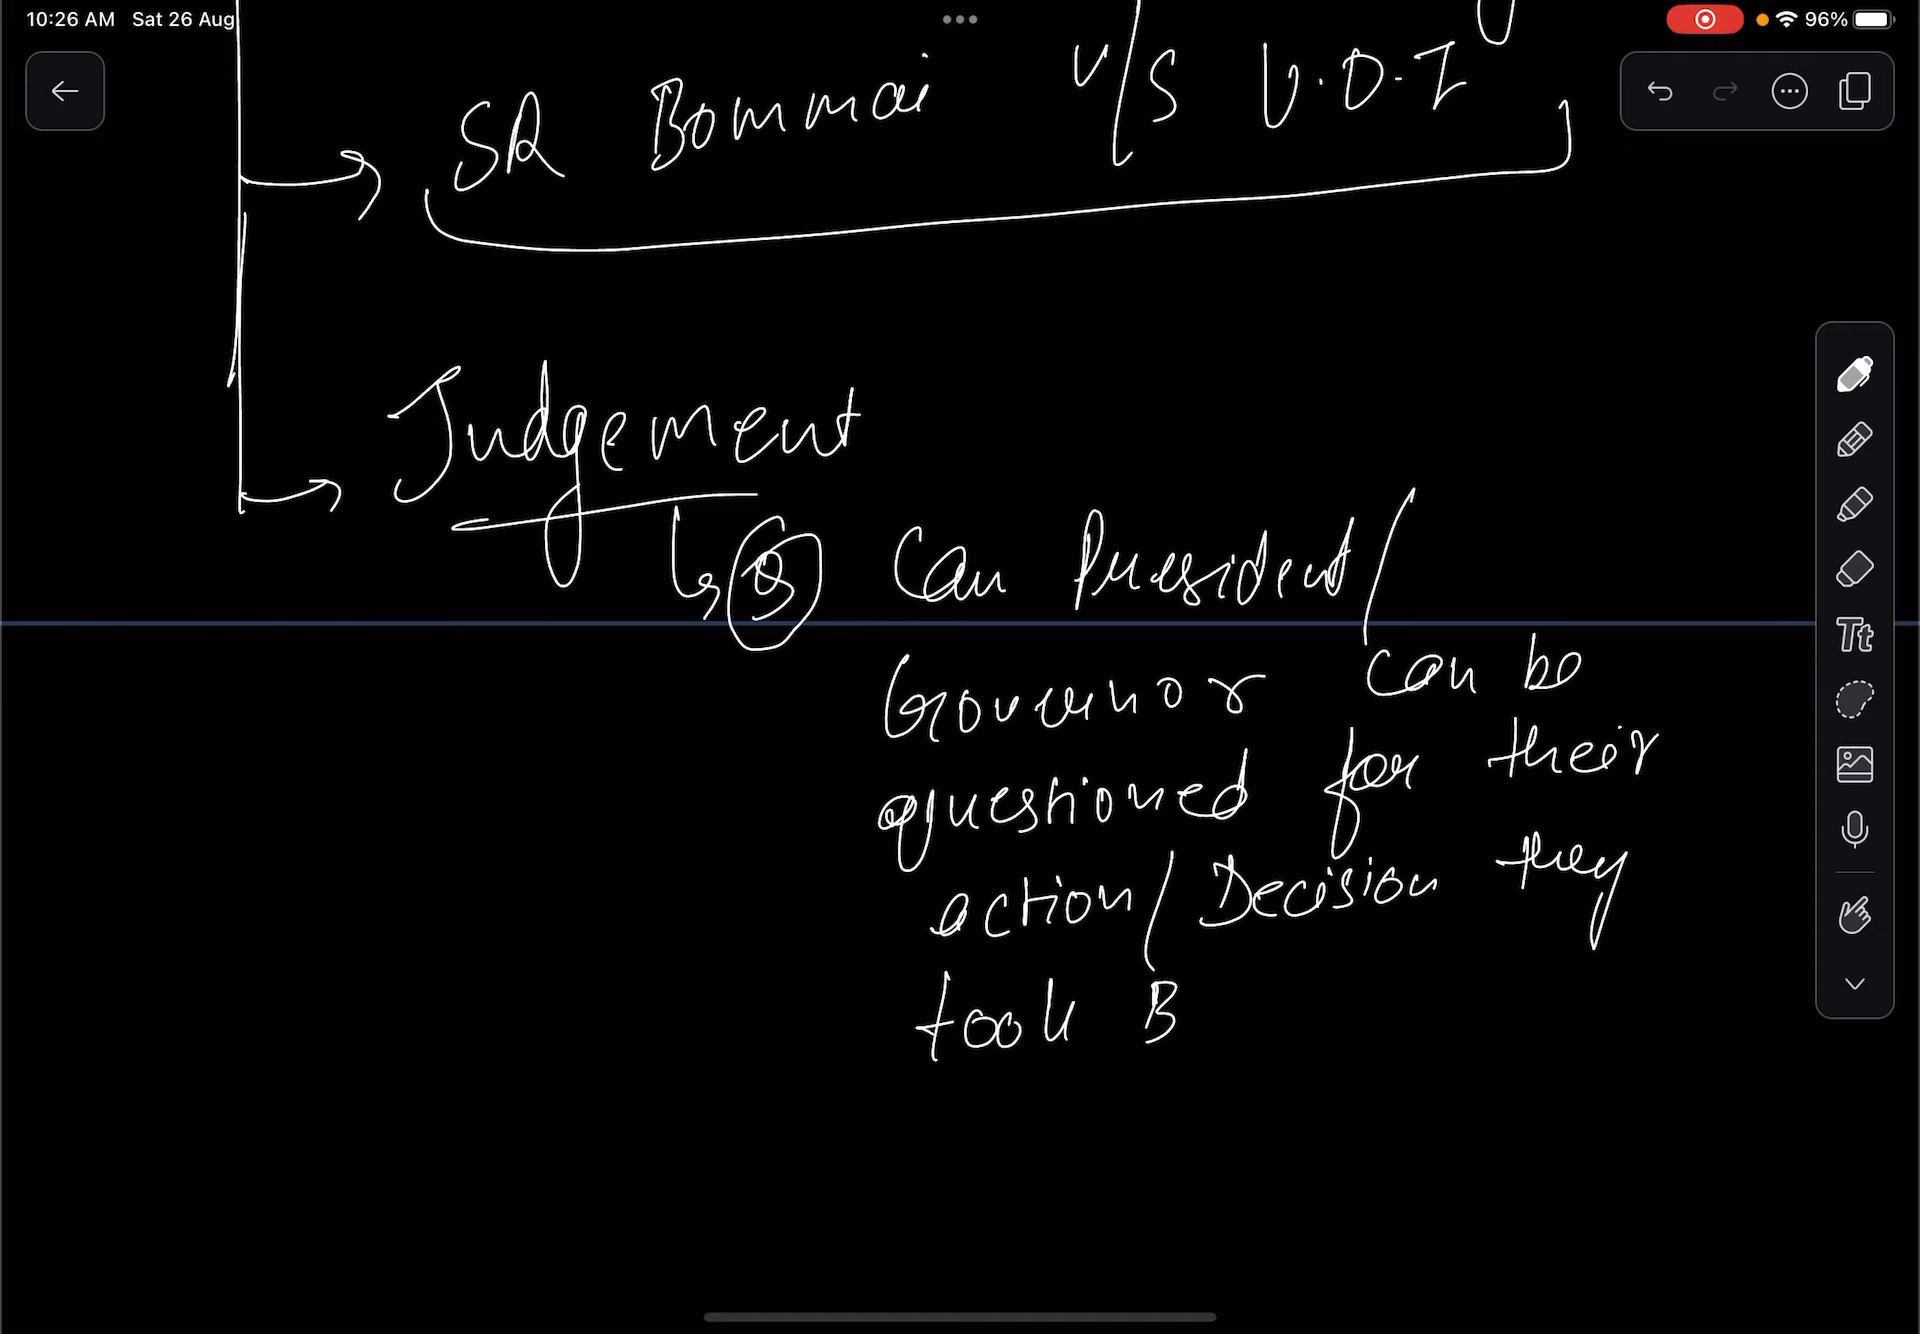 10:26 AM Sat 26 Aug
96%
SR Bommai v/s U.O.I
Judgement
Can President/
Governor can be
questioned for their
action/Decision they
took B
Tt